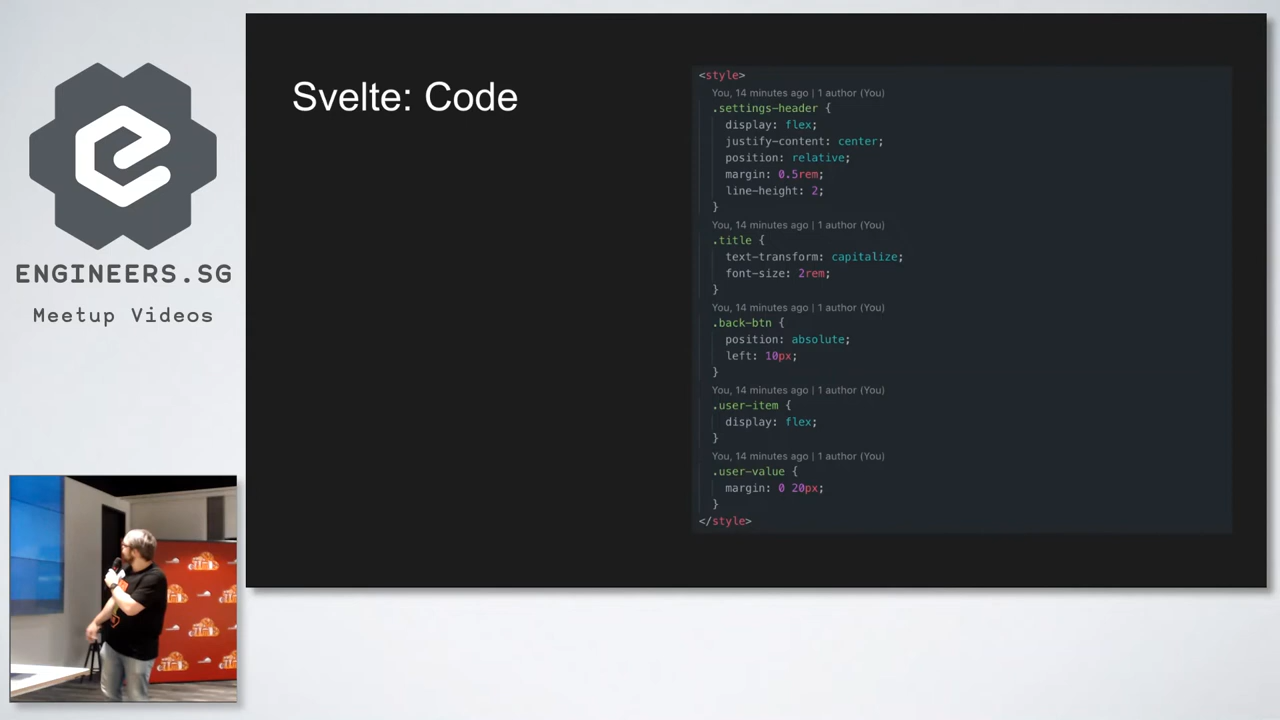 ENGINEERS.SG
Meetup Videos
Svelte: Code
<style>
You, 14 minutes ago | 1 author (You)
.settings-header {
display: flex;
justify-content: center;
position: relative;
margin: 0.5rem;
line-height: 2;
}
You, 14 minutes ago | 1 author (You)
.title {
text-transform: capitalize;
font-size: 2rem;
}
You, 14 minutes ago | 1 author (You)
.back-btn {
position: absolute;
left: 10px;
}
You, 14 minutes ago | 1 author (You)
.user-item {
display: flex;
}
You, 14 minutes ago | 1 author (You)
.user-value {
margin: 0 20px;
}
</style>